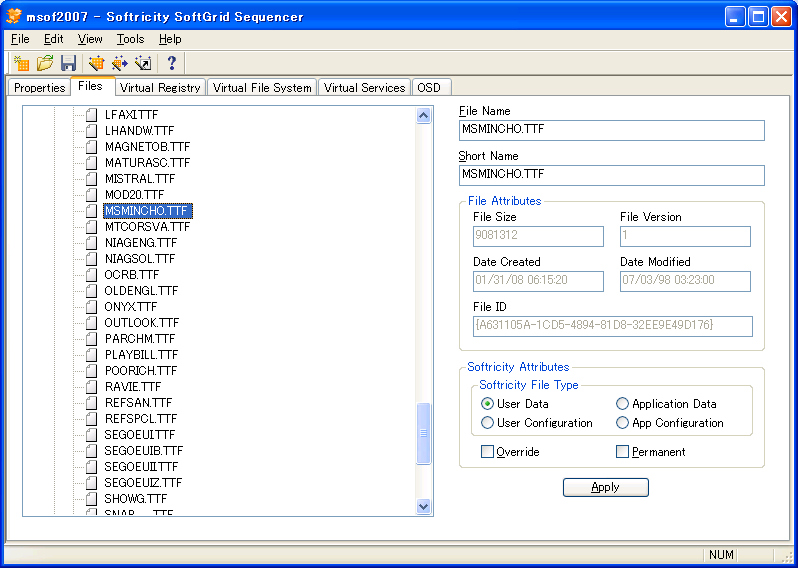 msof2007 - Softricity SoftGrid Sequencer
File Edit View Tools Help
Properties Files Virtual Registry Virtual File System Virtual Services OSD
LFAXI.TTF
LHANDW.TTF
MAGNETOB.TTF
MATURASC.TTF
MISTRAL.TTF
MOD20.TTF
MSMINCHO.TTF
MTCORSVA.TTF
NIAGENG.TTF
NIAGSOL.TTF
OCRB.TTF
OLDENGL.TTF
ONYX.TTF
OUTLOOK.TTF
PARCHM.TTF
PLAYBILL.TTF
POORICH.TTF
RAVIE.TTF
REFSAN.TTF
REFSPCL.TTF
SEGOEUI.TTF
SEGOEUIB.TTF
SEGOEUII.TTF
SEGOEUIZ.TTF
SHOWG.TTF
File Name
MSMINCHO.TTF
Short Name
MSMINCHO.TTF
File Attributes
File Size File Version
9081312 1
Date Created Date Modified
01/31/08 06:15:20 07/03/98 03:23:00
File ID
{A631105A-1CD5-4894-81D8-32EE9E49D176}
Softricity Attributes
Softricity File Type
User Data Application Data
User Configuration App Configuration
Override Permanent
Apply
NUM